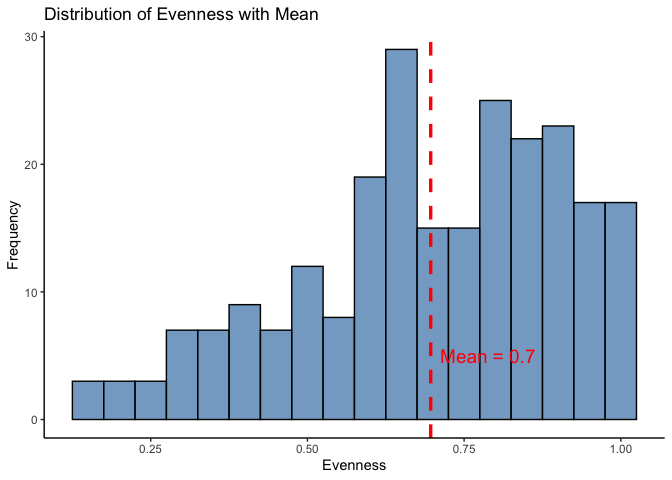 Distribution of Evenness with Mean
Frequency
30
20
10
0
Mean = 0.7
0.25 0.50 0.75 1.00
Evenness